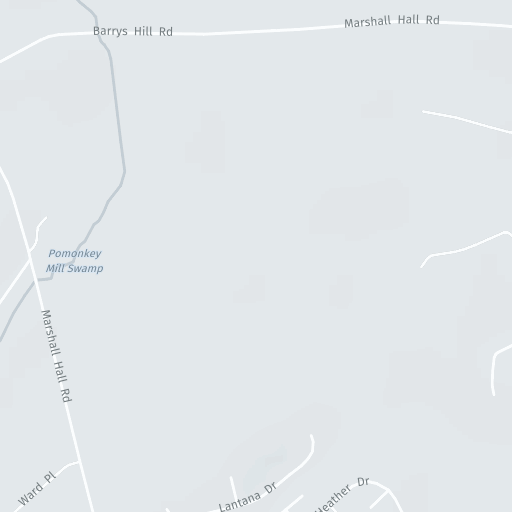 Marshall Hall Rd
Barrys Hill Rd
Pomonkey
Mill Swamp
Marshall Hall Rd
Ward Pl
Lantana Dr
Heather Dr